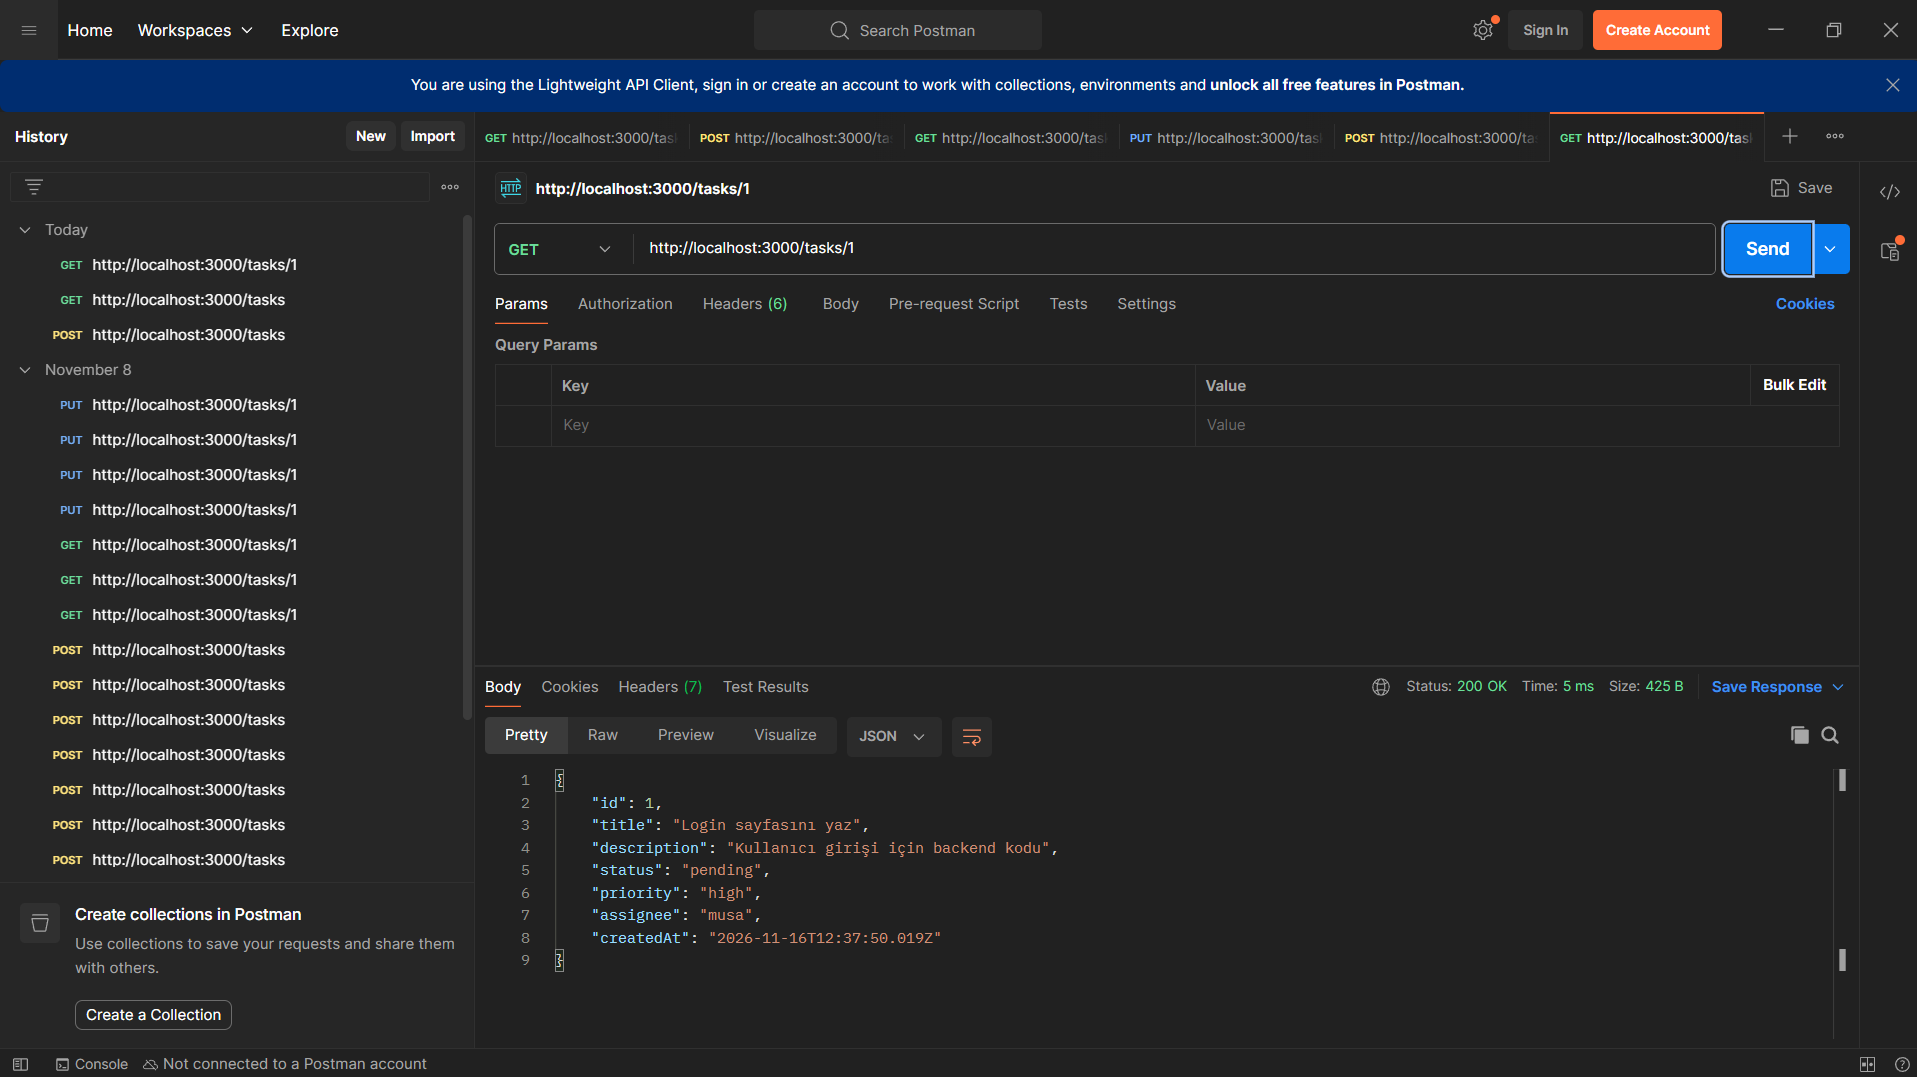 Home Workspaces Explore Search Postman Sign In Create Account
You are using the Lightweight API Client, sign in or create an account to work with collections, environments and unlock all free features in Postman.
History New Import
GET http://localhost:3000/tas POST http://localhost:3000/ta GET http://localhost:3000/tas PUT http://localhost:3000/tas POST http://localhost:3000/ta GET http://localhost:3000/tas
HTTP http://localhost:3000/tasks/1 Save
GET http://localhost:3000/tasks/1 Send
Params Authorization Headers (6) Body Pre-request Script Tests Settings Cookies
Query Params
Key Value Bulk Edit
Key Value
Today
GET http://localhost:3000/tasks/1
GET http://localhost:3000/tasks
POST http://localhost:3000/tasks
November 8
PUT http://localhost:3000/tasks/1
PUT http://localhost:3000/tasks/1
PUT http://localhost:3000/tasks/1
PUT http://localhost:3000/tasks/1
GET http://localhost:3000/tasks/1
GET http://localhost:3000/tasks/1
GET http://localhost:3000/tasks/1
POST http://localhost:3000/tasks
POST http://localhost:3000/tasks
POST http://localhost:3000/tasks
POST http://localhost:3000/tasks
POST http://localhost:3000/tasks
POST http://localhost:3000/tasks
POST http://localhost:3000/tasks
Create collections in Postman
Use collections to save your requests and share them
with others.
Create a Collection
Body Cookies Headers (7) Test Results Status: 200 OK Time: 5 ms Size: 425 B Save Response
Pretty Raw Preview Visualize JSON
1 {
2 "id": 1,
3 "title": "Login sayfasını yaz",
4 "description": "Kullanıcı girişi için backend kodu",
5 "status": "pending",
6 "priority": "high",
7 "assignee": "musa",
8 "createdAt": "2026-11-16T12:37:50.019Z"
9 }
Console Not connected to a Postman account